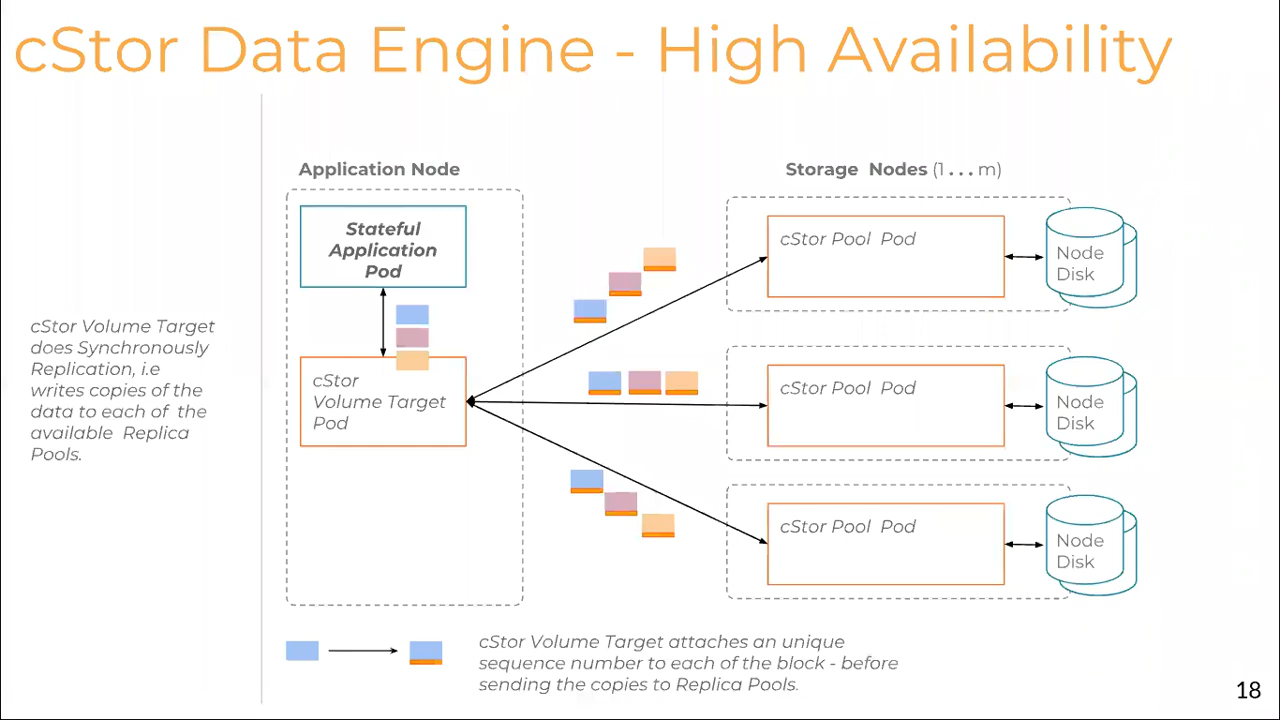 cStor Data Engine - High Availability
Application Node
Storage Nodes (1 . . . m)
Stateful
Application
Pod
cStor Pool Pod
Node
Disk
cStor Volume Target
does Synchronously
Replication, i.e
writes copies of the
data to each of the
available Replica
Pools.
cStor
Volume Target
Pod
cStor Pool Pod
Node
Disk
cStor Pool Pod
Node
Disk
cStor Volume Target attaches an unique
sequence number to each of the block - before
sending the copies to Replica Pools.
18